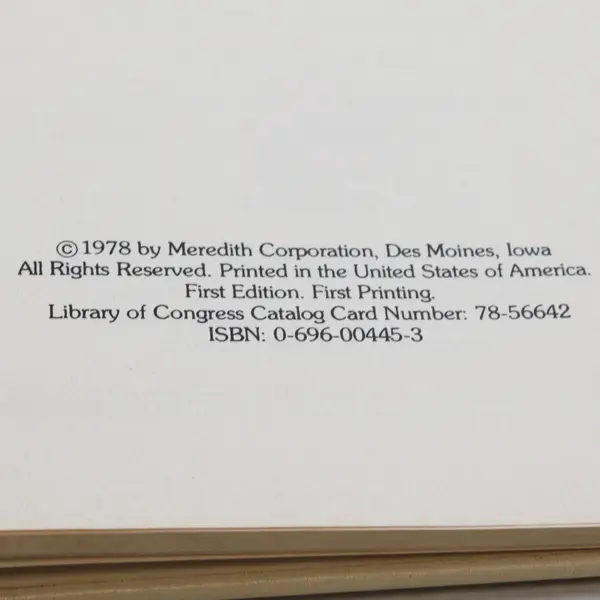 ©1978 by Meredith Corporation, Des Moines, Iowa
All Rights Reserved. Printed in the United States of America.
First Edition. First Printing.
Library of Congress Catalog Card Number: 78-56642
ISBN: 0-696-00445-3